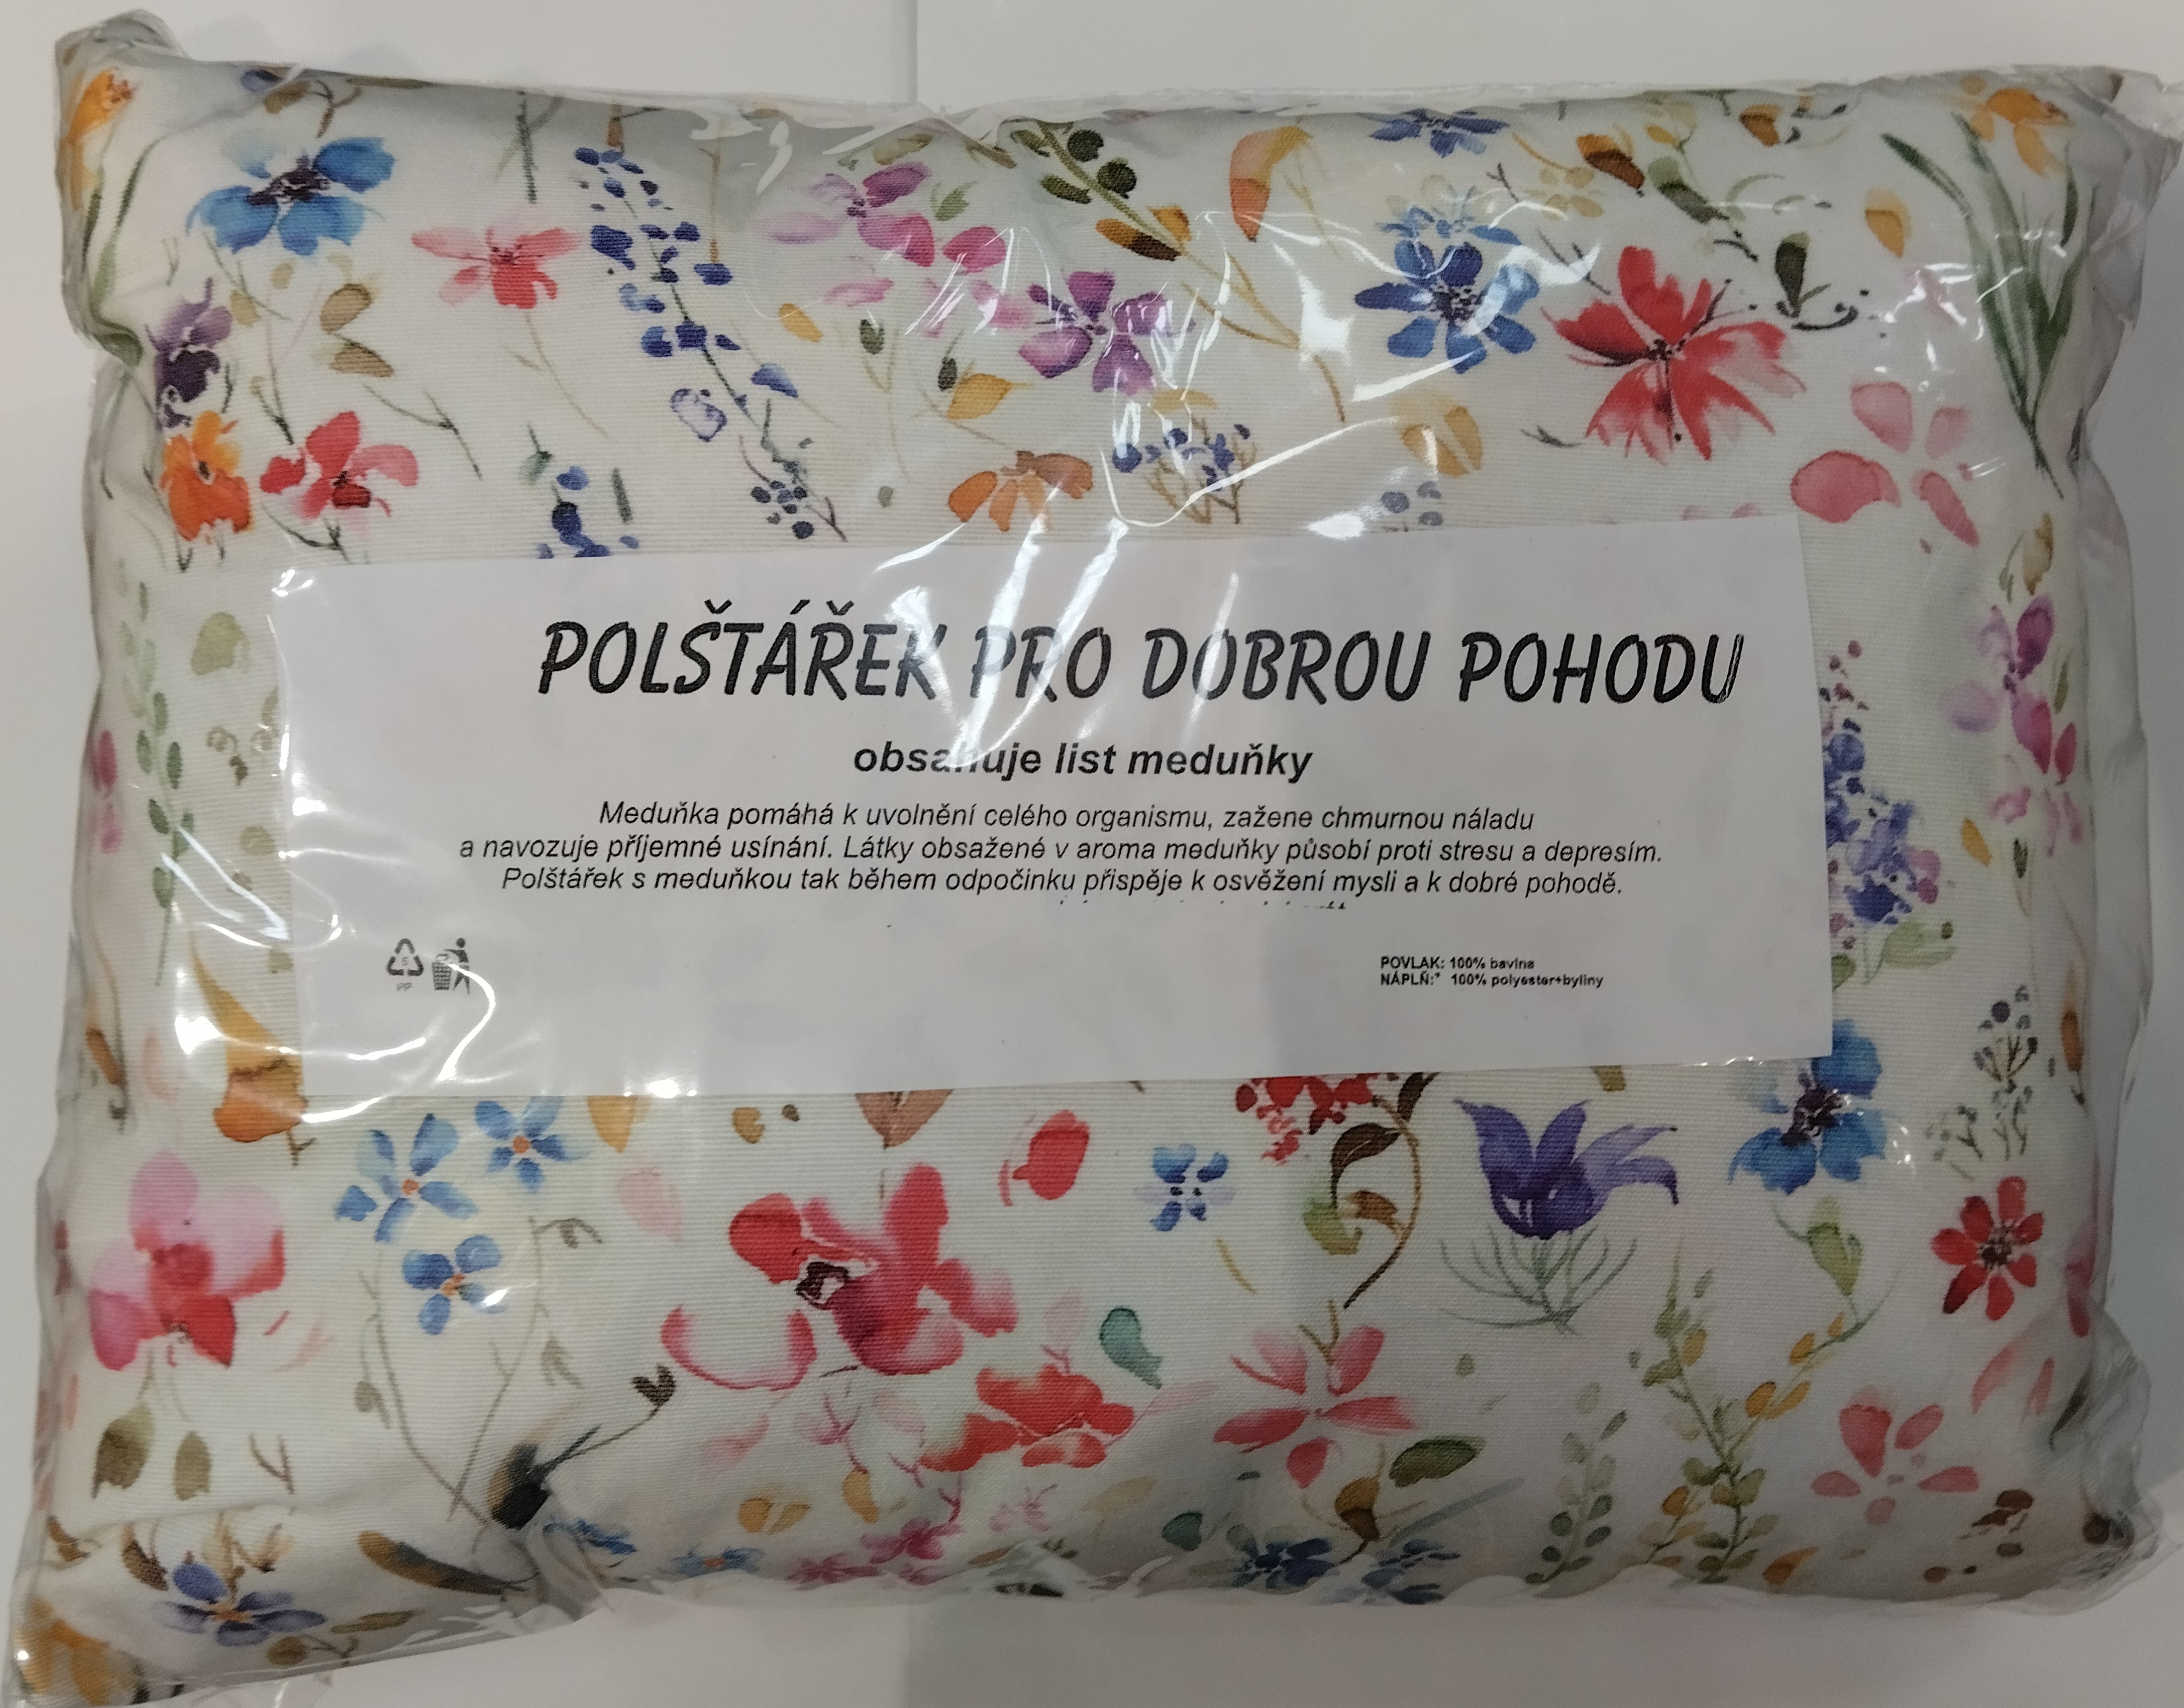 POLŠTÁŘEK PRO DOBROU POHODU
obsahuje list meduňky
Meduňka pomáhá k uvolnění celého organismu, zažene chmurnou náladu
a navozuje příjemné usínání. Látky obsažené v aroma meduňky působí proti stresu a depresím.
Polštářek s meduňkou tak během odpočinku přispěje k osvěžení mysli a k dobré pohodě.
5
PP
POVLAK: 100% bavlna
NÁPLŇ:* 100% polyester+byliny